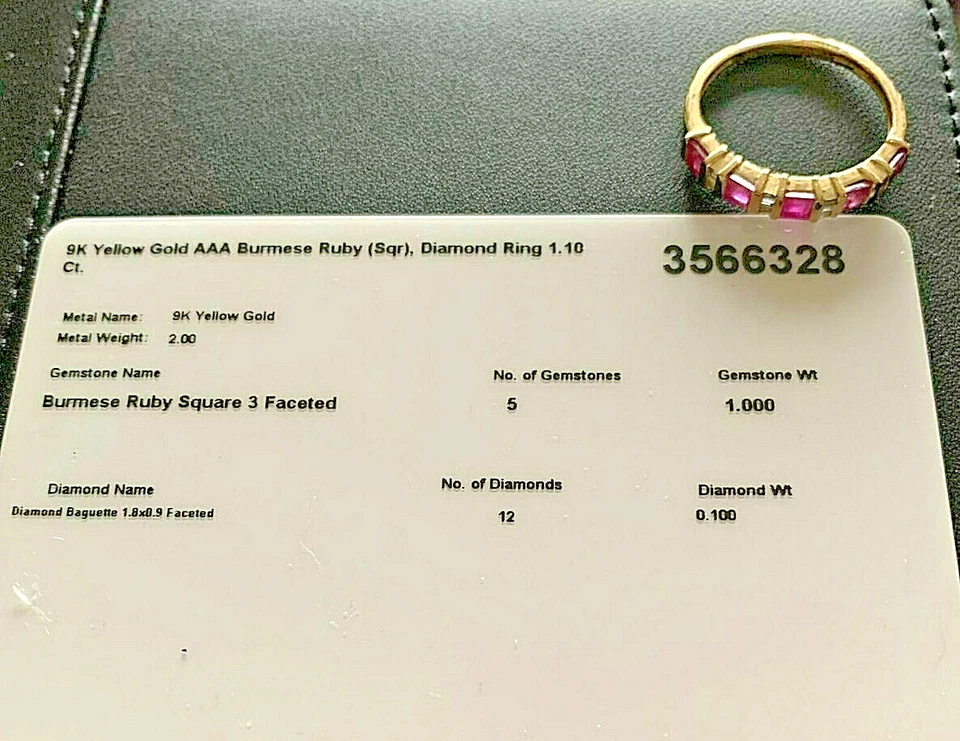 9K Yellow Gold AAA Burmese Ruby (Sqr), Diamond Ring 1.10
Ct.
3566328
Metal Name: 9K Yellow Gold
Metal Weight: 2.00
Gemstone Name No. of Gemstones Gemstone Wt
Burmese Ruby Square 3 Faceted 5 1.000
Diamond Name No. of Diamonds Diamond Wt
Diamond Baguette 1.8x0.9 Faceted 12 0.100